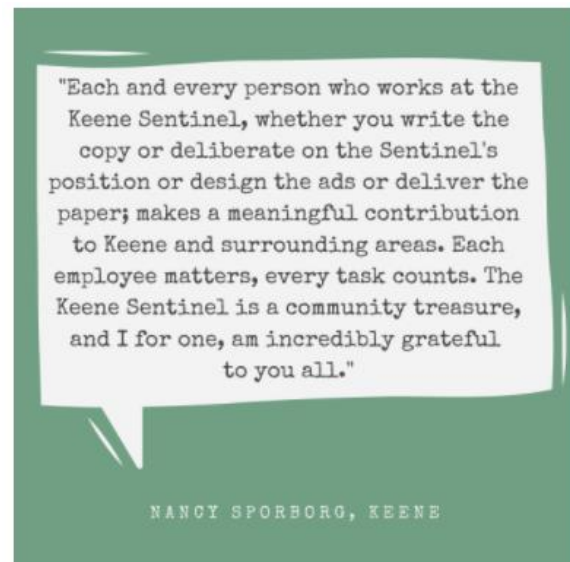 "Each and every person who works at the
Keene Sentinel, whether you write the
copy or deliberate on the Sentinel's
position or design the ads or deliver the
paper; makes a meaningful contribution
to Keene and surrounding areas. Each
employee matters, every task counts. The
Keene Sentinel is a community treasure,
and I for one, am incredibly grateful
to you all."
NANCY SPORBORG, KEENE